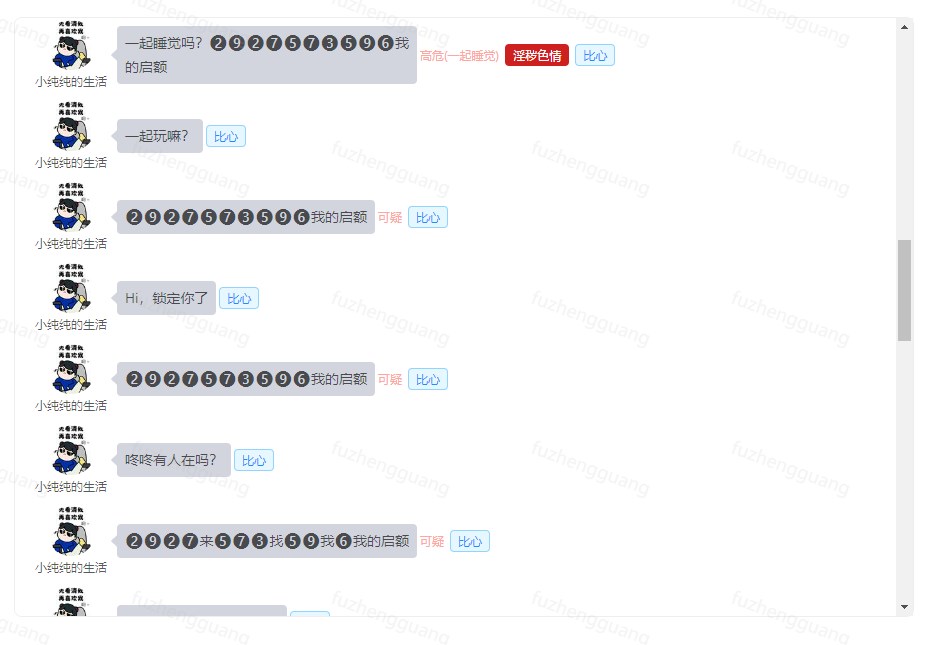 小纯纯的生活
一起睡觉吗？❷❾❷❼❺❼❸❺❾❻我
的启额
高危(一起睡觉) 淫秽色情 比心
小纯纯的生活
一起玩嘛？ 比心
小纯纯的生活
❷❾❷❼❺❼❸❺❾❻我的启额 可疑 比心
小纯纯的生活
Hi，锁定你了 比心
小纯纯的生活
❷❾❷❼❺❼❸❺❾❻我的启额 可疑 比心
小纯纯的生活
咚咚有人在吗？ 比心
小纯纯的生活
❷❾❷❼来❺❼❸找❺❾我❻我的启额 可疑 比心
fuzhengguang